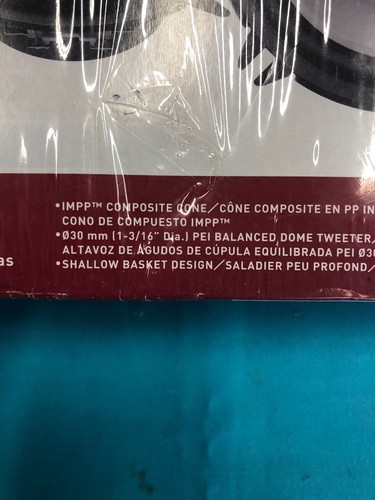 •IMPP™ COMPOSITE CONE/CÔNE COMPOSITE EN PP IN
CONO DE COMPUESTO IMPP™
•Ø30 mm (1-3/16" Dia.) PEI BALANCED DOME TWEETER/
ALTAVOZ DE AGUDOS DE CÚPULA EQUILIBRADA PEI Ø30
as
•SHALLOW BASKET DESIGN/SALADIER PEU PROFOND/